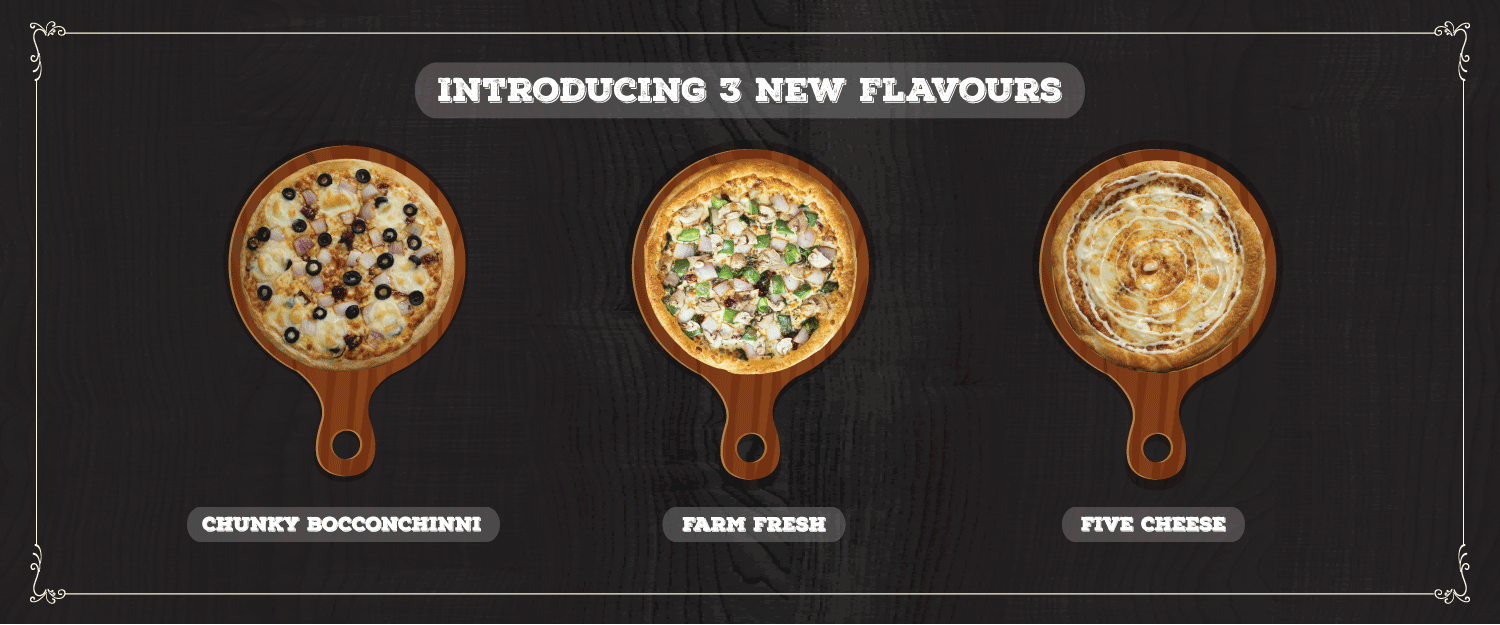 INTRODUCING 3 NEW FLAVOURS
CHUNKY BOCCONCHINNI
FARM FRESH
FIVE CHEESE